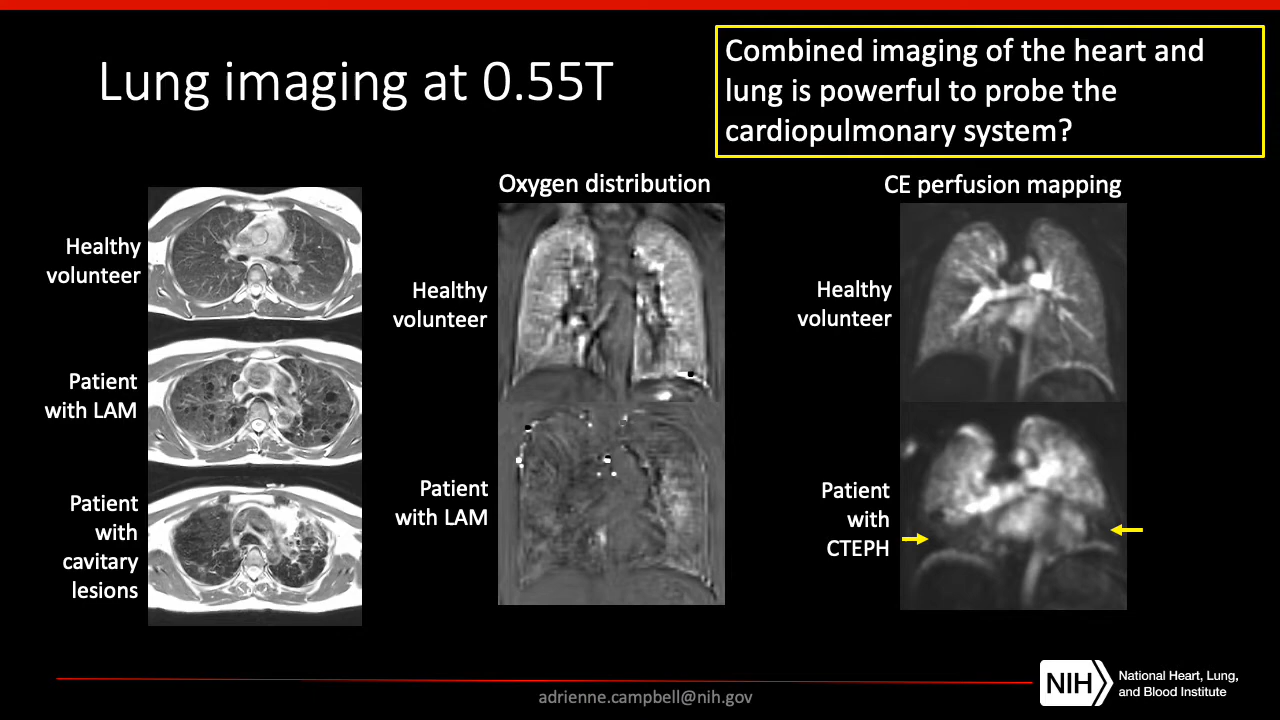 Lung imaging at 0.55T
Combined imaging of the heart and
lung is powerful to probe the
cardiopulmonary system?
Healthy
volunteer
Patient
with LAM
Patient
with
cavitary
lesions
Oxygen distribution
Healthy
volunteer
Patient
with LAM
CE perfusion mapping
Healthy
volunteer
Patient
with
CTEPH
adrienne.campbell@nih.gov
NIH
National Heart, Lung,
and Blood Institute